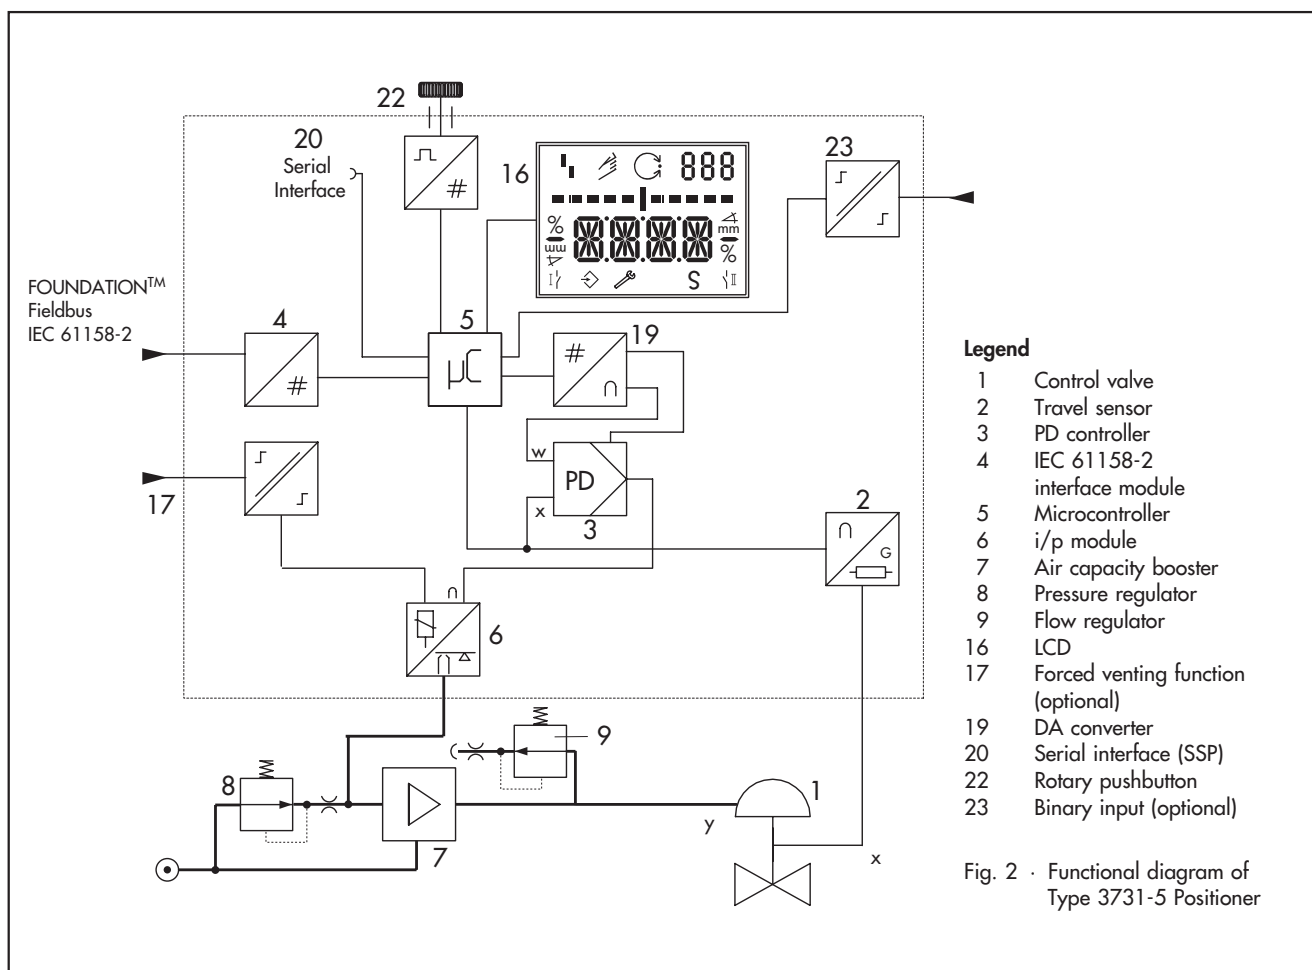 22
20
Serial
Interface
16
888
%
mm
mm
%
I
S
II
23
FOUNDATION™
Fieldbus
IEC 61158-2
4
#
#
5
µC
19
#
w
PD
x
3
17
2
G
6
8
7
9
y
1
x
Legend
1 Control valve
2 Travel sensor
3 PD controller
4 IEC 61158-2
interface module
5 Microcontroller
6 i/p module
7 Air capacity booster
8 Pressure regulator
9 Flow regulator
16 LCD
17 Forced venting function
(optional)
19 DA converter
20 Serial interface (SSP)
22 Rotary pushbutton
23 Binary input (optional)
Fig. 2 · Functional diagram of
Type 3731-5 Positioner